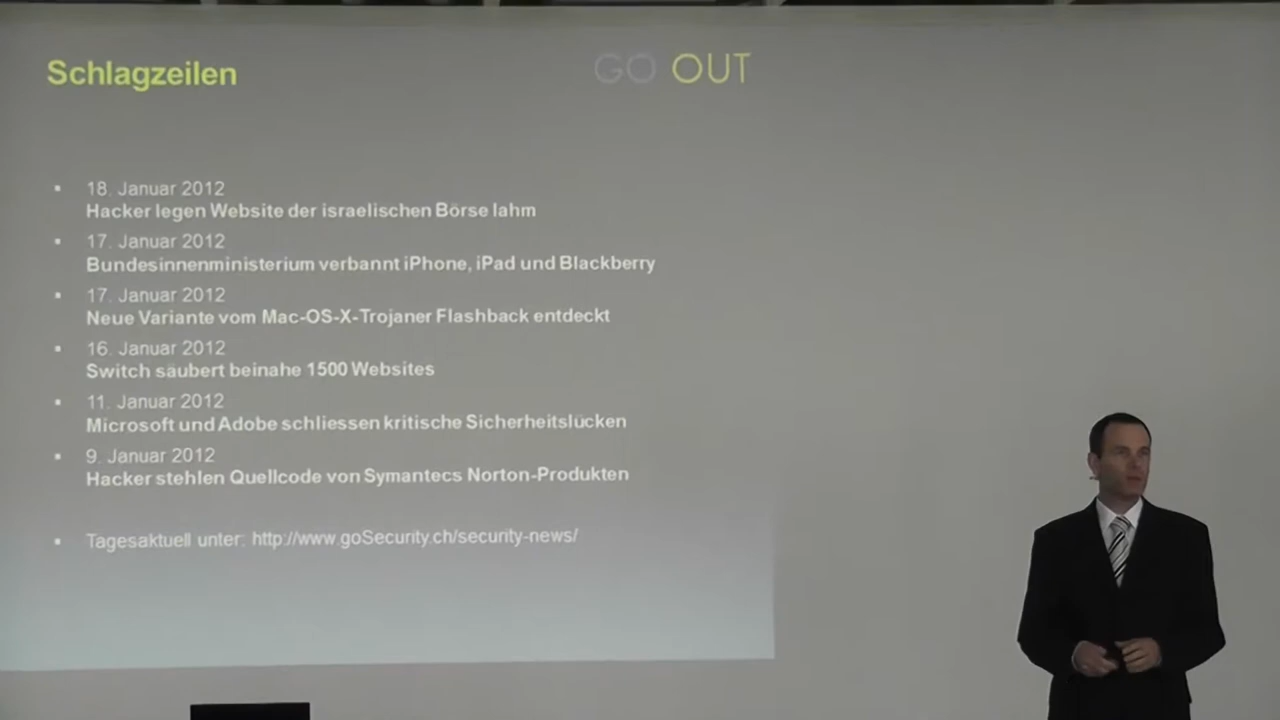 Schlagzeilen
GO OUT
▪ 18. Januar 2012
Hacker legen Website der israelischen Börse lahm
▪ 17. Januar 2012
Bundesinnenministerium verbannt iPhone, iPad und Blackberry
▪ 17. Januar 2012
Neue Variante vom Mac-OS-X-Trojaner Flashback entdeckt
▪ 16. Januar 2012
Switch säubert beinahe 1500 Websites
▪ 11. Januar 2012
Microsoft und Adobe schliessen kritische Sicherheitslücken
▪ 9. Januar 2012
Hacker stehlen Quellcode von Symantecs Norton-Produkten
▪ Tagesaktuell unter: http://www.goSecurity.ch/security-news/